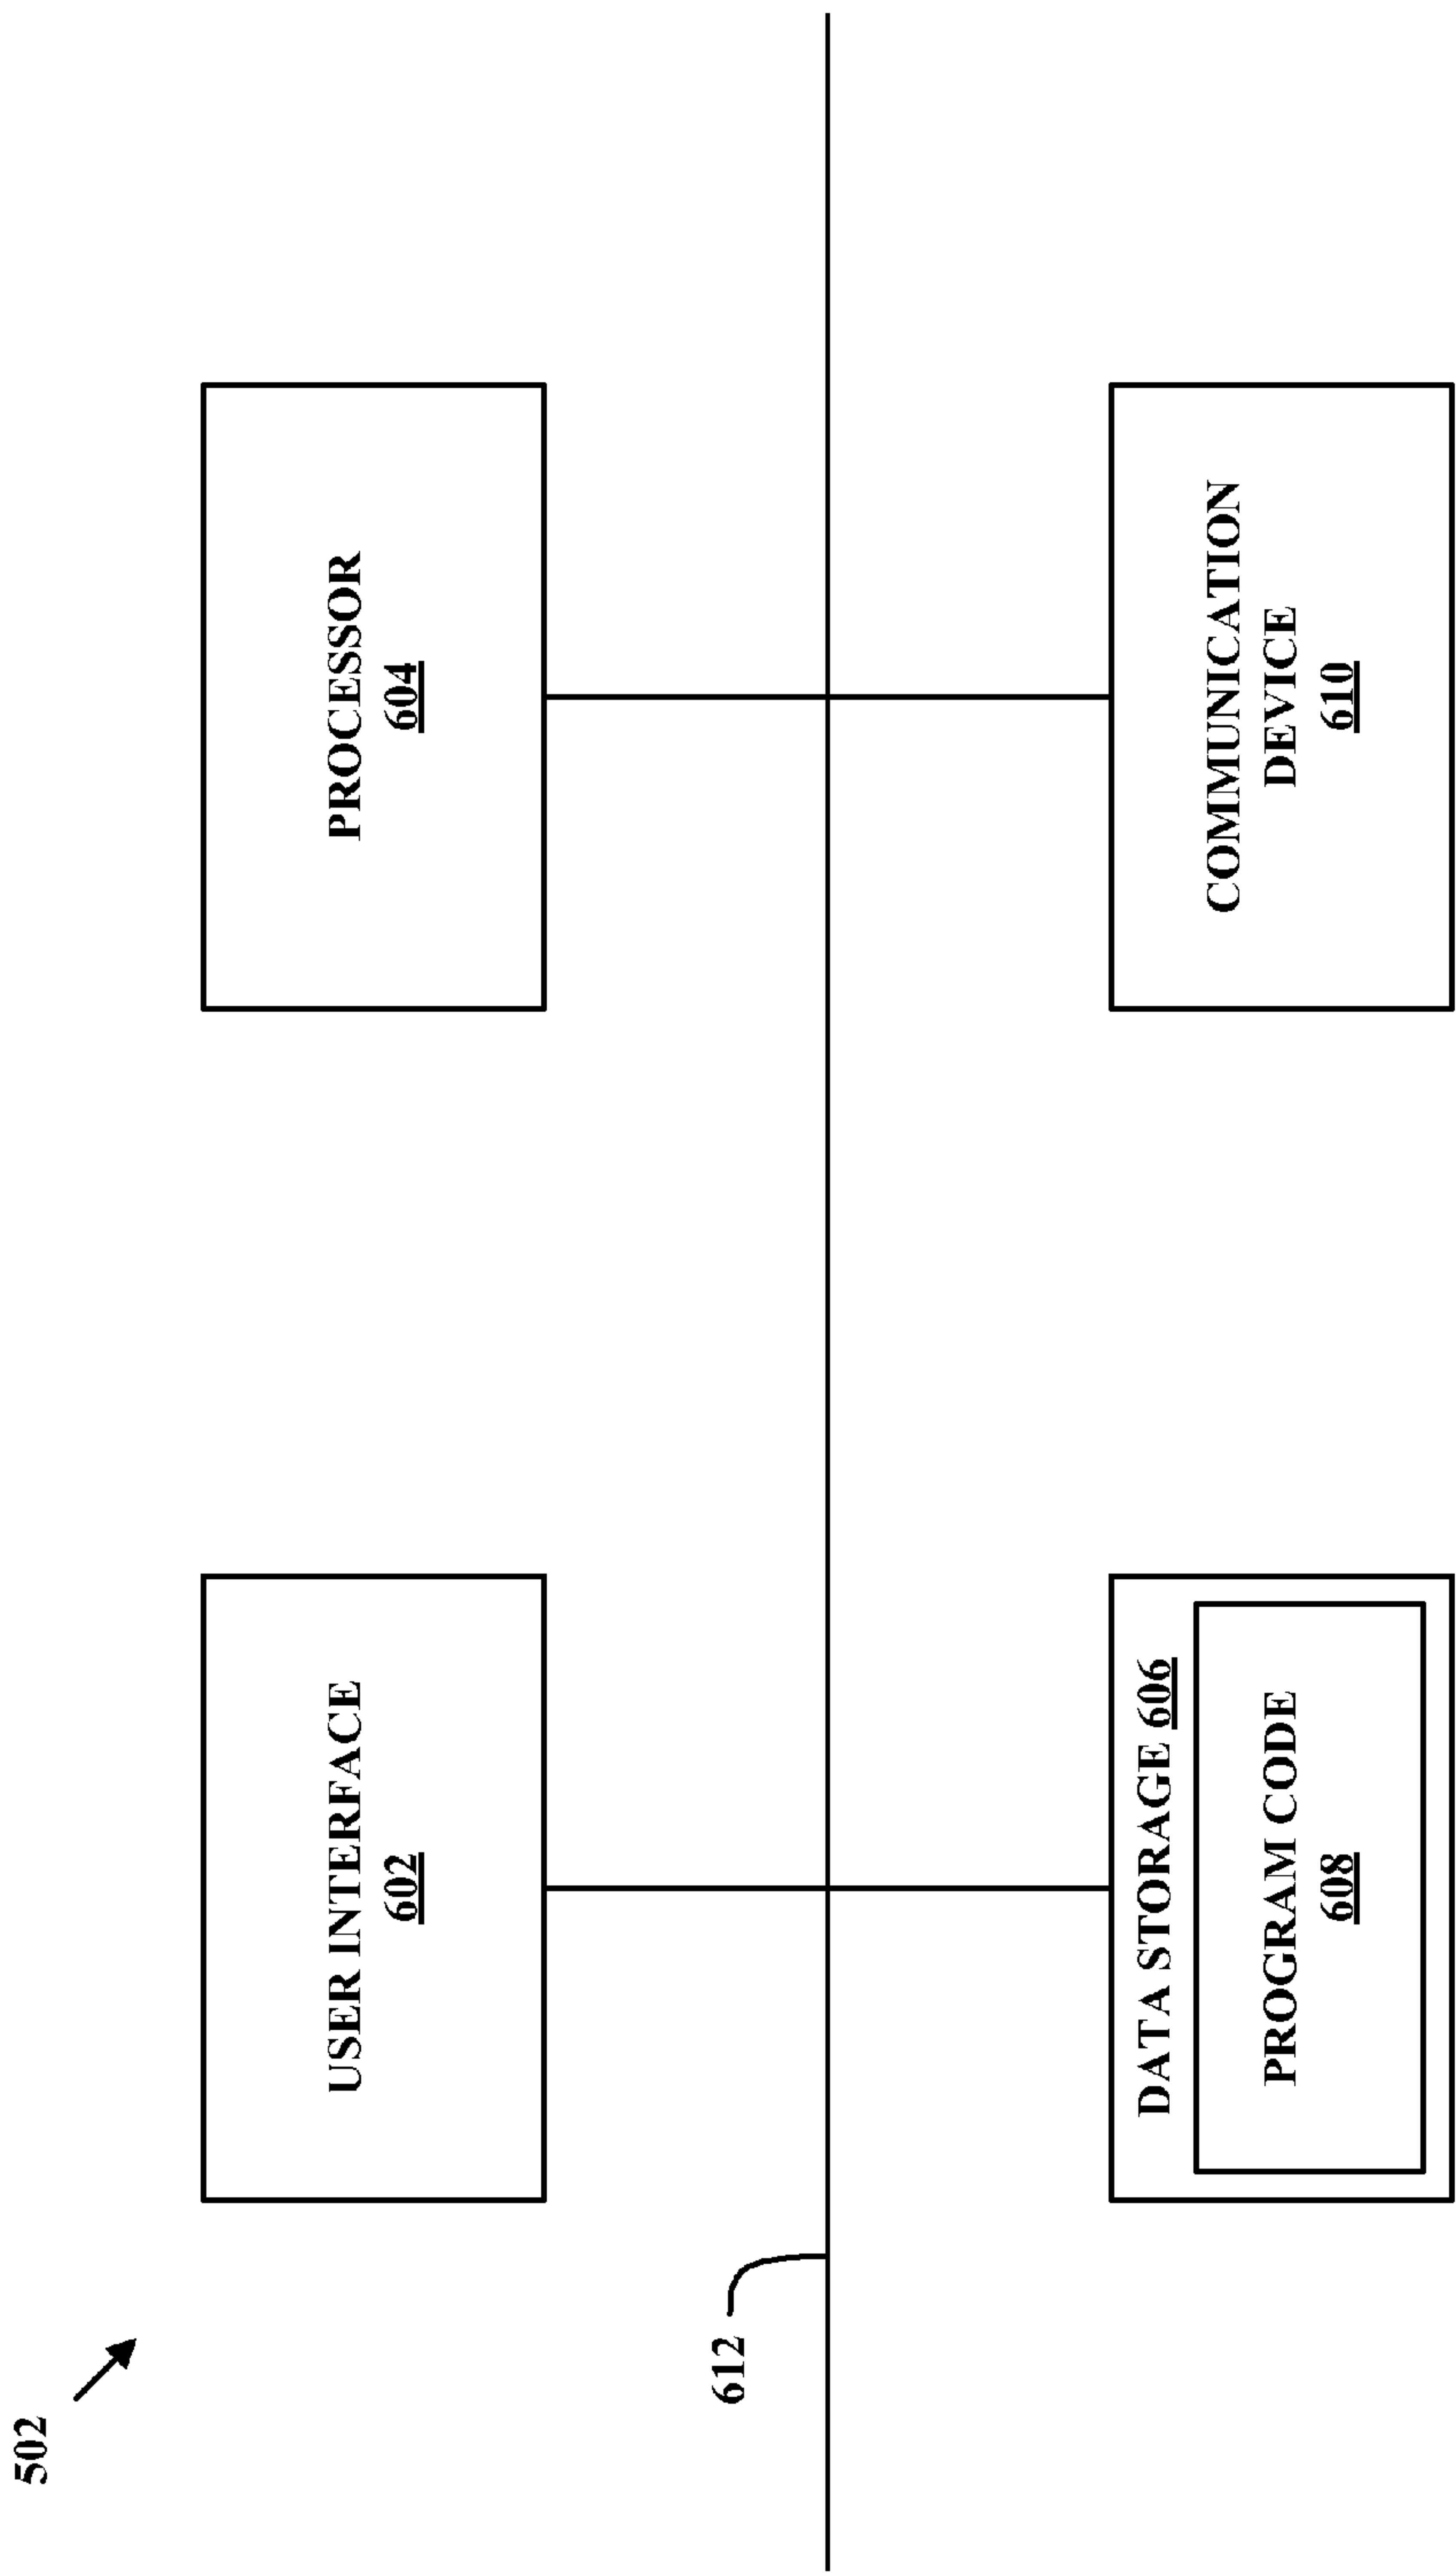 502
USER INTERFACE
602
PROCESSOR
604
612
DATA STORAGE 606
PROGRAM CODE
608
COMMUNICATION
DEVICE
610